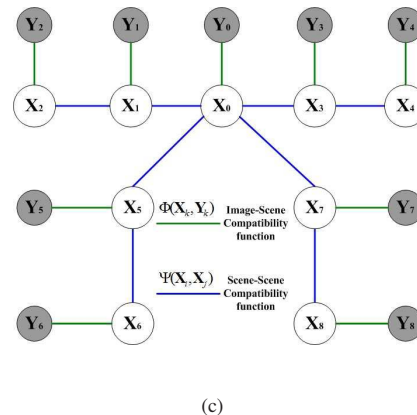 Y₂ Y₁ Y₀ Y₃ Y₄
X₂ X₁ X₀ X₃ X₄
Y₅ X₅ X₇ Y₇
Φ(Xₖ,Yₖ) Image-Scene
Compatibility
function
Ψ(Xᵢ,Xⱼ) Scene-Scene
Compatibility
function
Y₆ X₆ X₈ Y₈
(c)